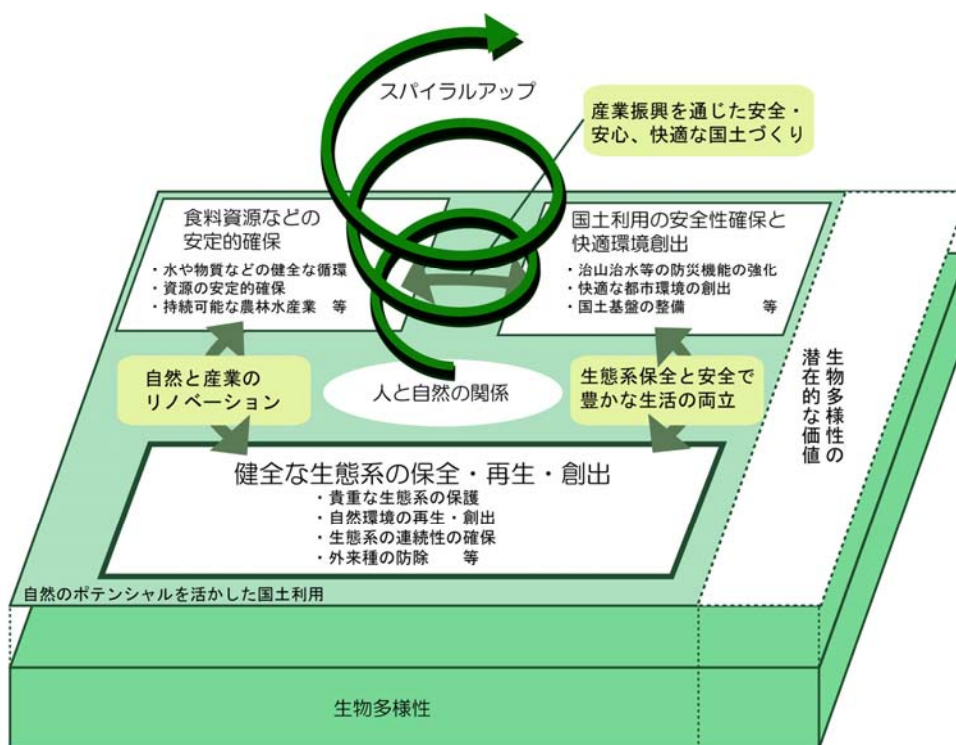 スパイラルアップ
産業振興を通じた安全・
安心、快適な国土づくり
食料資源などの
安定的確保
・水や物質などの健全な循環
・資源の安定的確保
・持続可能な農林水産業　等
国土利用の安全性確保と
快適環境創出
・治山治水等の防災機能の強化
・快適な都市環境の創出
・国土基盤の整備　　　　等
自然と産業の
リノベーション
人と自然の関係
生態系保全と安全で
豊かな生活の両立
生物多様性の
潜在的な価値
健全な生態系の保全・再生・創出
・貴重な生態系の保護
・自然環境の再生・創出
・生態系の連続性の確保
・外来種の防除　　等
自然のポテンシャルを活かした国土利用
生物多様性